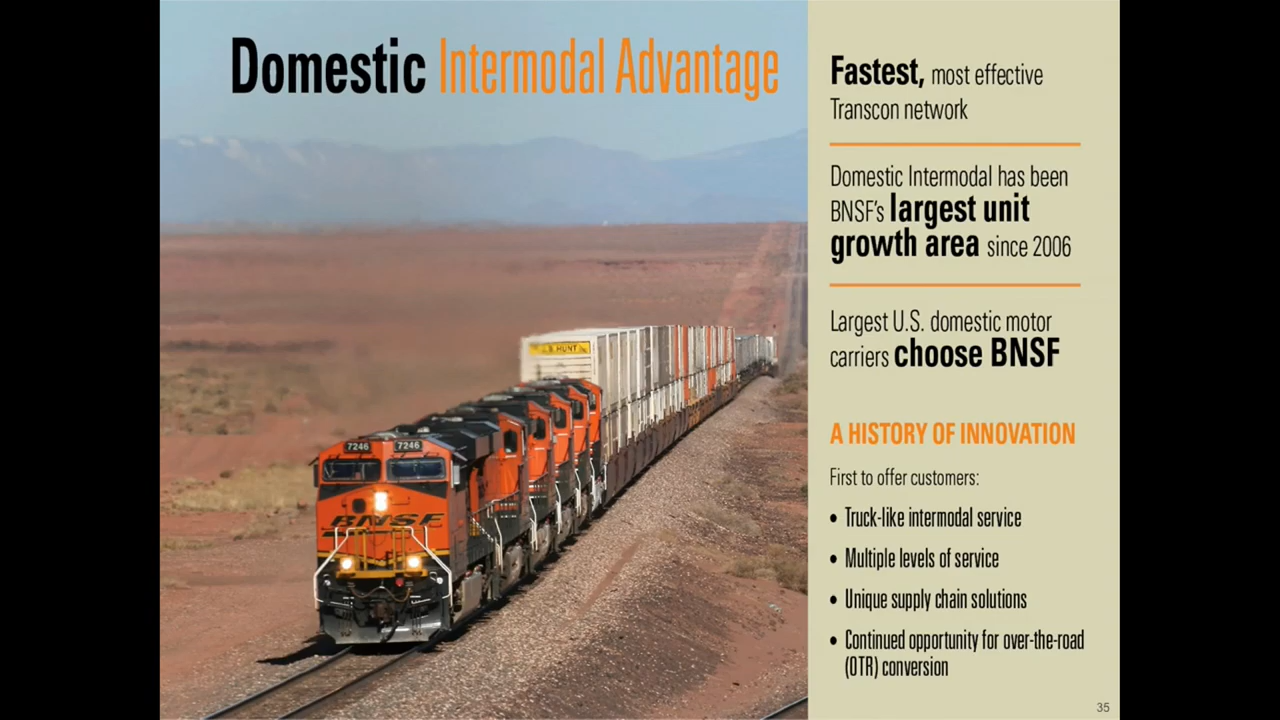 Domestic Intermodal Advantage
Fastest, most effective
Transcon network
Domestic Intermodal has been
BNSF's largest unit
growth area since 2006
Largest U.S. domestic motor
carriers choose BNSF
A HISTORY OF INNOVATION
First to offer customers:
• Truck-like intermodal service
• Multiple levels of service
• Unique supply chain solutions
• Continued opportunity for over-the-road
(OTR) conversion
35
HUNT
7246 7246
BNSF